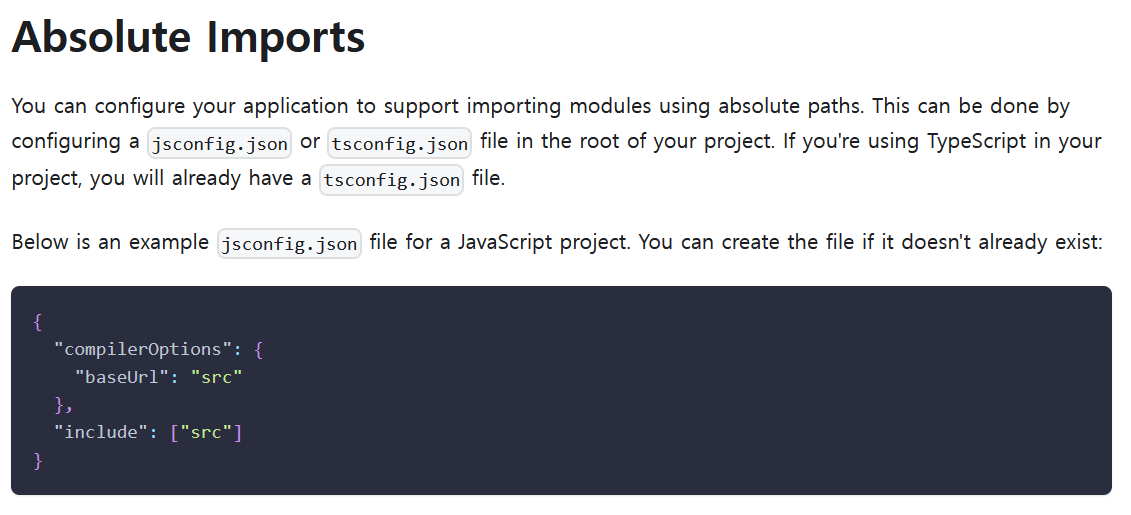 Absolute Imports
You can configure your application to support importing modules using absolute paths. This can be done by
configuring a jsconfig.json or tsconfig.json file in the root of your project. If you're using TypeScript in your
project, you will already have a tsconfig.json file.
Below is an example jsconfig.json file for a JavaScript project. You can create the file if it doesn't already exist:
{
  "compilerOptions": {
    "baseUrl": "src"
  },
  "include": ["src"]
}